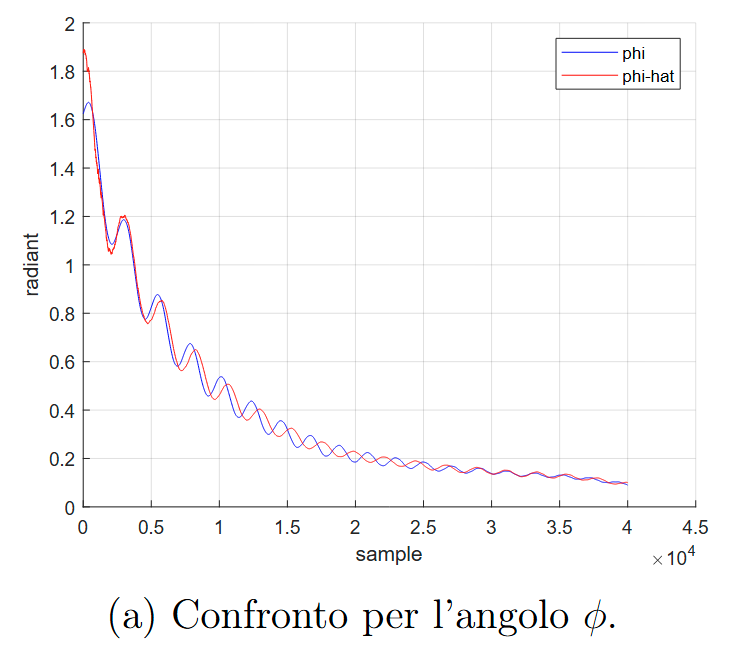 2
1.8
1.6
1.4
1.2
1
0.8
0.6
0.4
0.2
0
radiant
phi
phi-hat
0 0.5 1 1.5 2 2.5 3 3.5 4 4.5
sample
×10⁴
(a) Confronto per l'angolo ϕ.